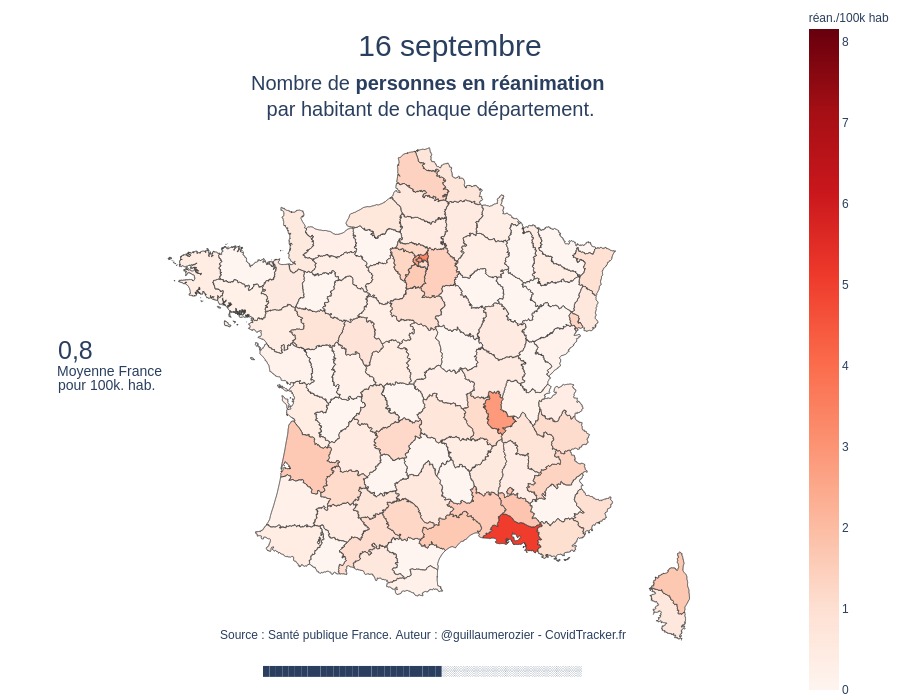 réan./100k hab
16 septembre
Nombre de personnes en réanimation
par habitant de chaque département.
8
7
6
5
4
3
2
1
0
0,8
Moyenne France
pour 100k. hab.
Source : Santé publique France. Auteur : @guillaumerozier - CovidTracker.fr